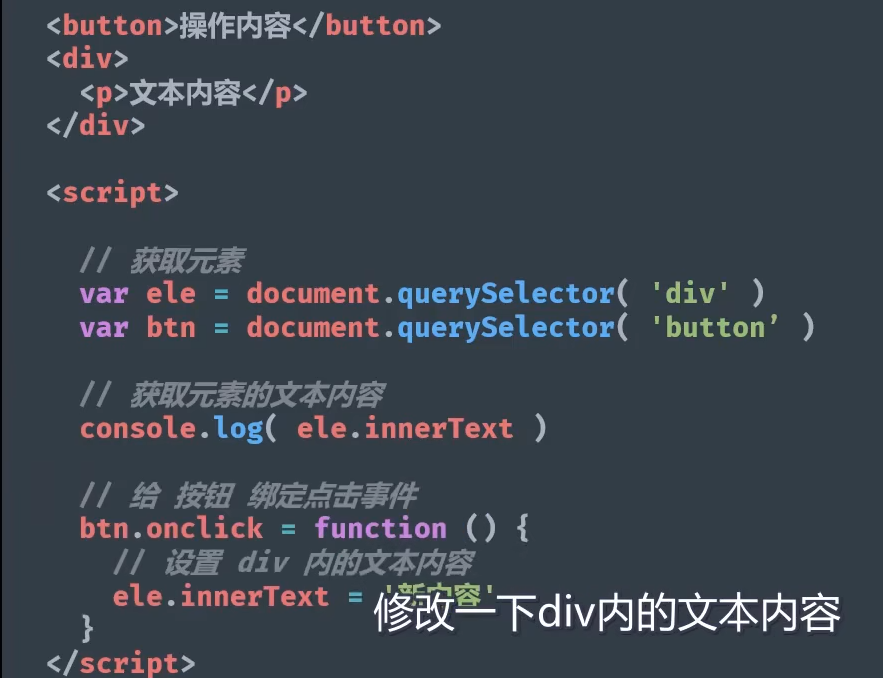 <button>操作内容</button>
<div>
<p>文本内容</p>
</div>
<script>
// 获取元素
var ele = document.querySelector( 'div' )
var btn = document.querySelector( 'button’ )
// 获取元素的文本内容
console.log( ele.innerText )
// 给 按钮 绑定点击事件
btn.onclick = function () {
// 设置 div 内的文本内容
ele.innerText = '新内容'
修改一下div内的文本内容
}
</script>